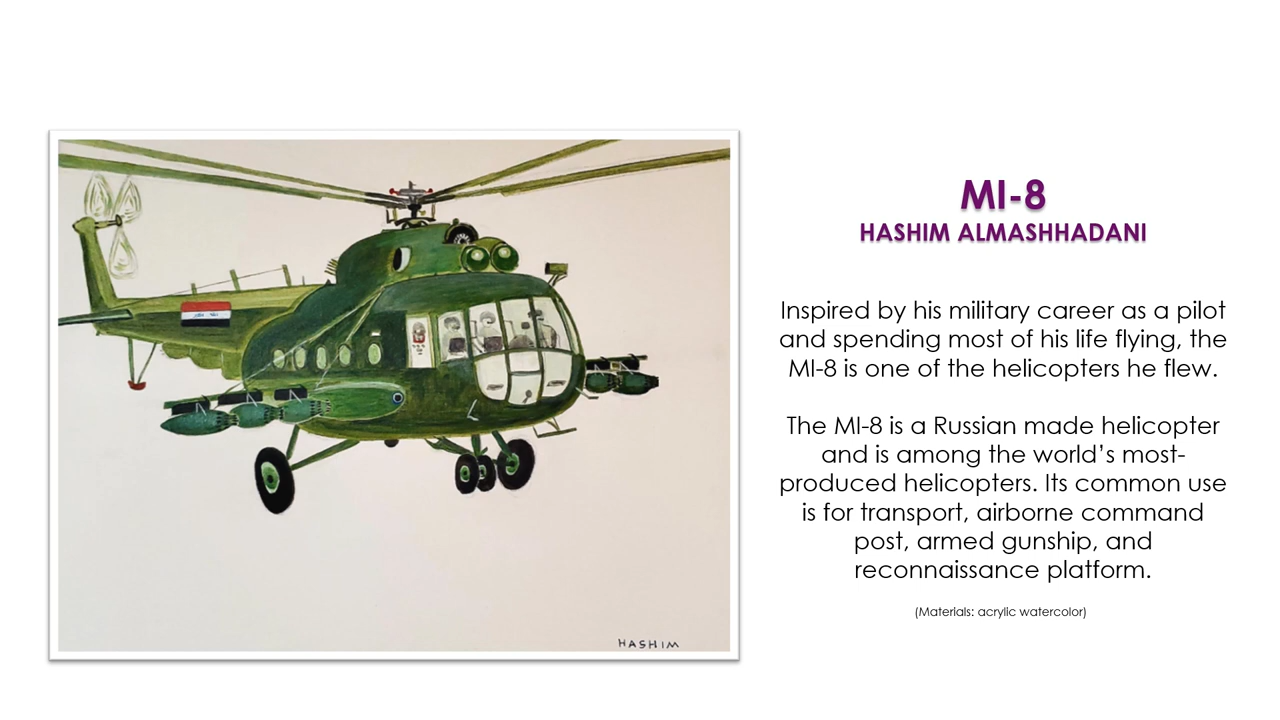 MI-8
HASHIM ALMASHHADANI
Inspired by his military career as a pilot
and spending most of his life flying, the
MI-8 is one of the helicopters he flew.
The MI-8 is a Russian made helicopter
and is among the world’s most-
produced helicopters. Its common use
is for transport, airborne command
post, armed gunship, and
reconnaissance platform.
(Materials: acrylic watercolor)
HASHIM